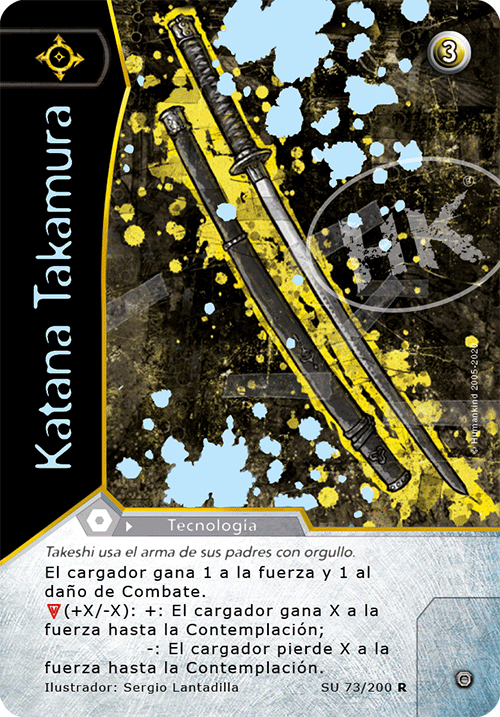 3
Katana Takamura
HK
© Humankind 2005-202
Tecnología
Takeshi usa el arma de sus padres con orgullo.
El cargador gana 1 a la fuerza y 1 al
daño de Combate.
(+X/-X): +: El cargador gana X a la
fuerza hasta la Contemplación;
-: El cargador pierde X a la
fuerza hasta la Contemplación.
Ilustrador: Sergio Lantadilla SU 73/200 R